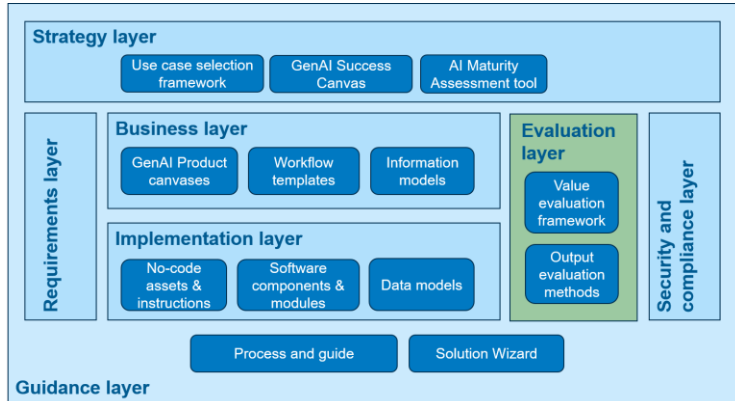 Strategy layer
Use case selection
framework
GenAI Success
Canvas
AI Maturity
Assessment tool
Requirements layer
Business layer
GenAI Product
canvases
Workflow
templates
Information
models
Implementation layer
No-code
assets &
instructions
Software
components &
modules
Data models
Evaluation
layer
Value
evaluation
framework
Output
evaluation
methods
Security and
compliance layer
Process and guide
Solution Wizard
Guidance layer